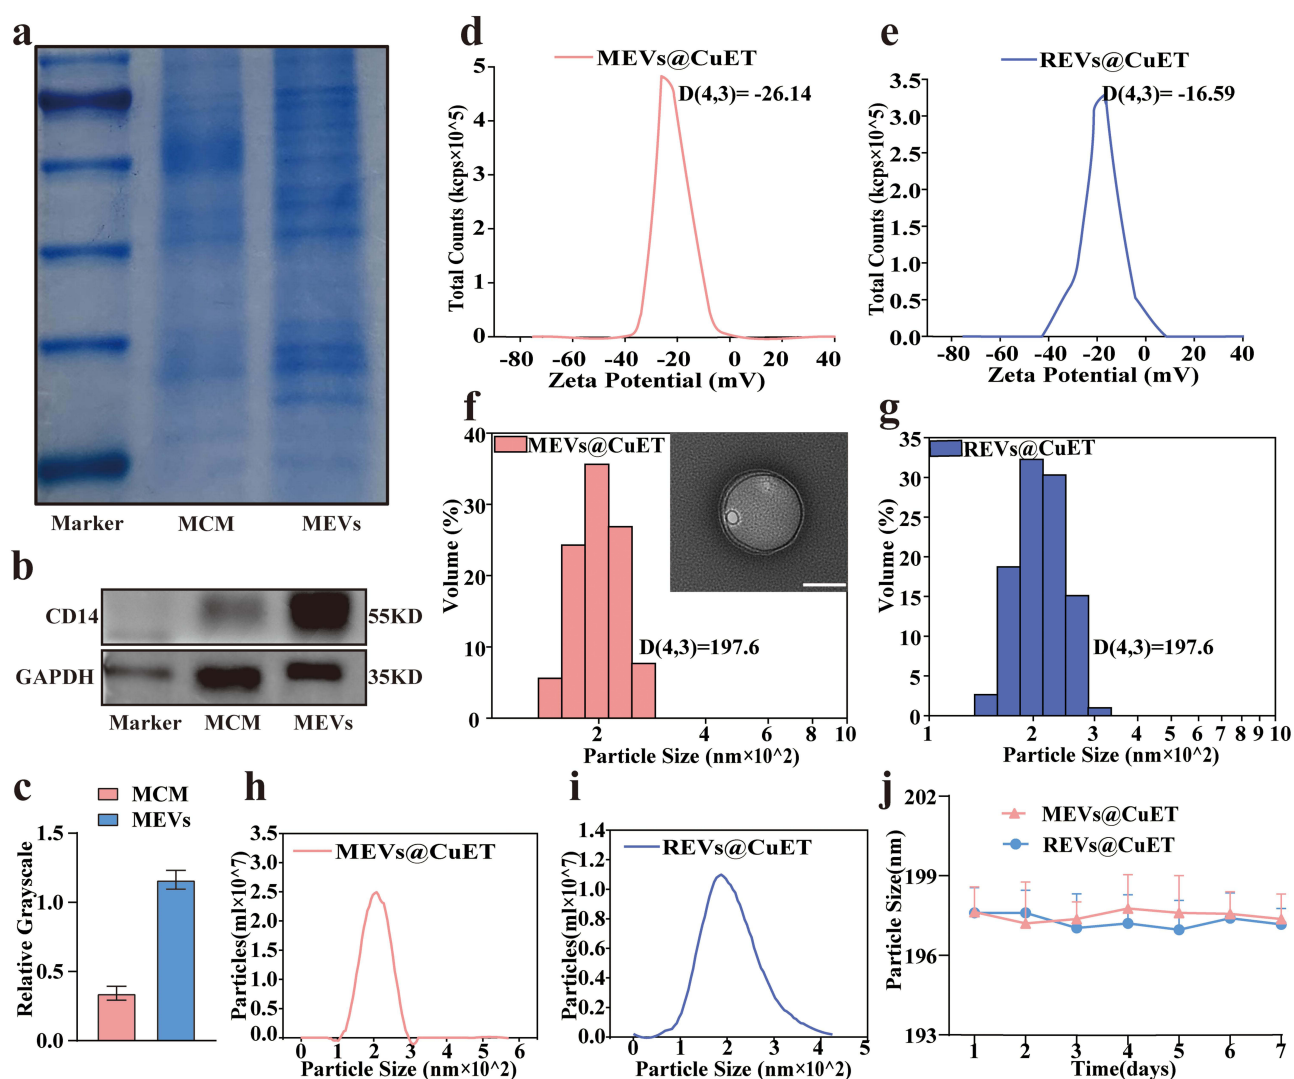 a
Marker MCM MEVs
b
CD14 55KD
GAPDH 35KD
Marker MCM MEVs
c
MCM
MEVs
Relative Grayscale
1.5
1.0
0.5
0.0
d
MEVs@CuET
D(4,3)= -26.14
Total Counts (kcps×10^5)
5
4
3
2
1
0
-80 -60 -40 -20 0 20 40
Zeta Potential (mV)
e
REVs@CuET
D(4,3)= -16.59
Total Counts (kcps×10^5)
3.5
3.0
2.5
2.0
1.5
1.0
0.5
0.0
-80 -60 -40 -20 0 20 40
Zeta Potential (mV)
f
MEVs@CuET
D(4,3)=197.6
Volume (%)
40
30
20
10
0
2 4 6 8 10
Particle Size (nm×10^2)
g
REVs@CuET
D(4,3)=197.6
Volume (%)
35
30
25
20
15
10
5
0
1 2 3 4 5 6 7 8 9 10
Particle Size (nm×10^2)
h
MEVs@CuET
Particles(ml×10^7)
3.5
3.0
2.5
2.0
1.5
1.0
0.5
0.0
0 1 2 3 4 5 6
Particle Size (nm×10^2)
i
REVs@CuET
Particles(ml×10^7)
1.4
1.2
1.0
0.8
0.6
0.4
0.2
0.0
0 1 2 3 4 5
Particle Size (nm×10^2)
j
MEVs@CuET
REVs@CuET
Particle Size(nm)
202
199
196
193
1 2 3 4 5 6 7
Time(days)